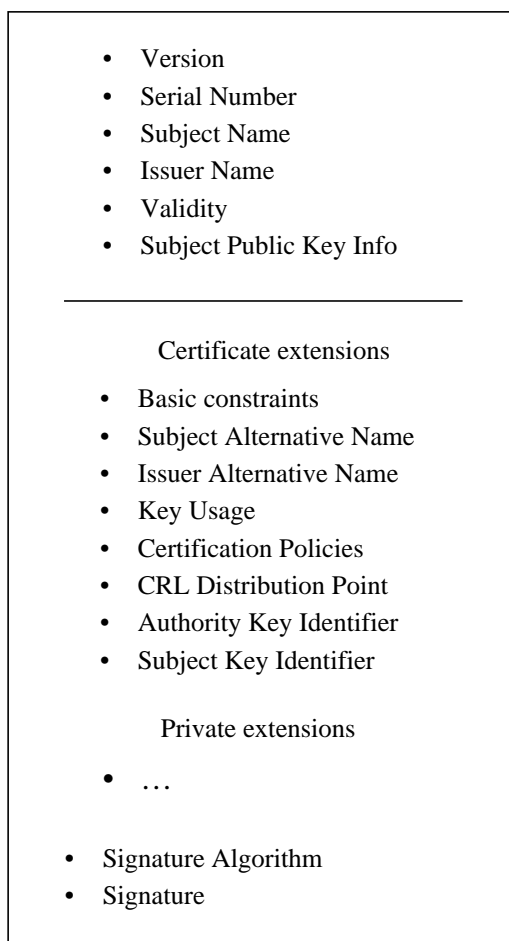 • Version
• Serial Number
• Subject Name
• Issuer Name
• Validity
• Subject Public Key Info
Certificate extensions
• Basic constraints
• Subject Alternative Name
• Issuer Alternative Name
• Key Usage
• Certification Policies
• CRL Distribution Point
• Authority Key Identifier
• Subject Key Identifier
Private extensions
• …
• Signature Algorithm
• Signature